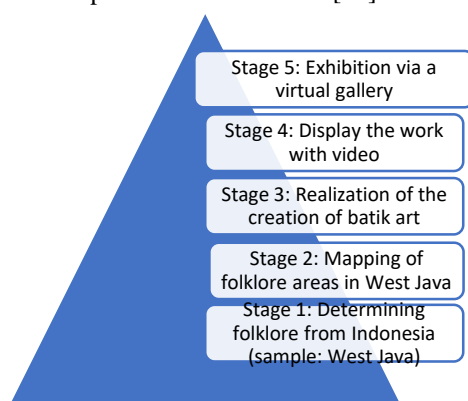 Stage 5: Exhibition via a
virtual gallery
Stage 4: Display the work
with video
Stage 3: Realization of the
creation of batik art
Stage 2: Mapping of
folklore areas in West Java
Stage 1: Determining
folklore from Indonesia
(sample: West Java)